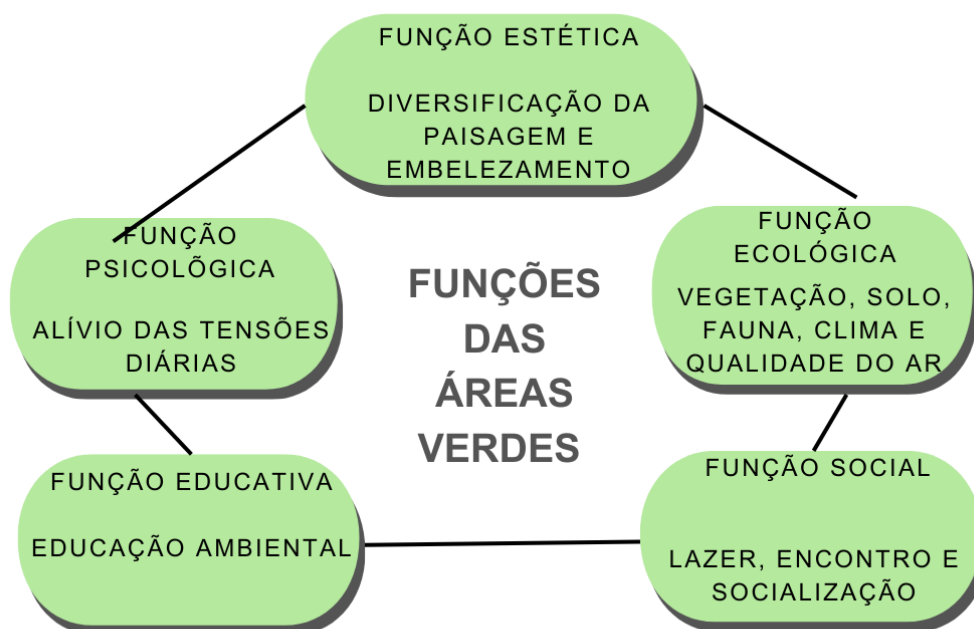 FUNÇÃO ESTÉTICA
DIVERSIFICAÇÃO DA
PAISAGEM E
EMBELEZAMENTO
FUNÇÃO
PSICOLÕGICA
ALÍVIO DAS TENSÕES
DIÁRIAS
FUNÇÕES
DAS
ÁREAS
VERDES
FUNÇÃO
ECOLÓGICA
VEGETAÇÃO, SOLO,
FAUNA, CLIMA E
QUALIDADE DO AR
FUNÇÃO EDUCATIVA
EDUCAÇÃO AMBIENTAL
FUNÇÃO SOCIAL
LAZER, ENCONTRO E
SOCIALIZAÇÃO